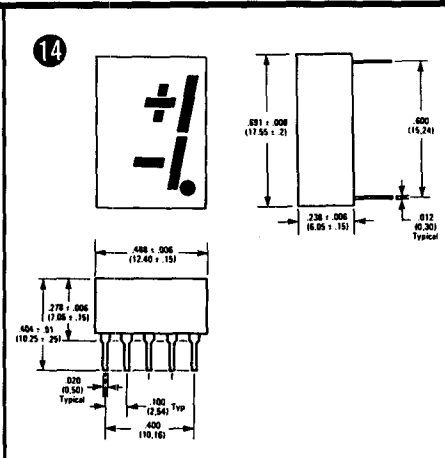 14
.691 ± .008
(17.55 ± .2)
.600
(15,24)
.238 ± .006
(6.05 ± .15)
.012
(0,30)
Typical
.488 ± .006
(12.40 ± .15)
.278 ± .006
(7.06 ± .15)
.404 ± .01
(10.25 ± .25)
.020
(0,50)
Typical
.100 Typ
(2,54)
.400
(10,16)